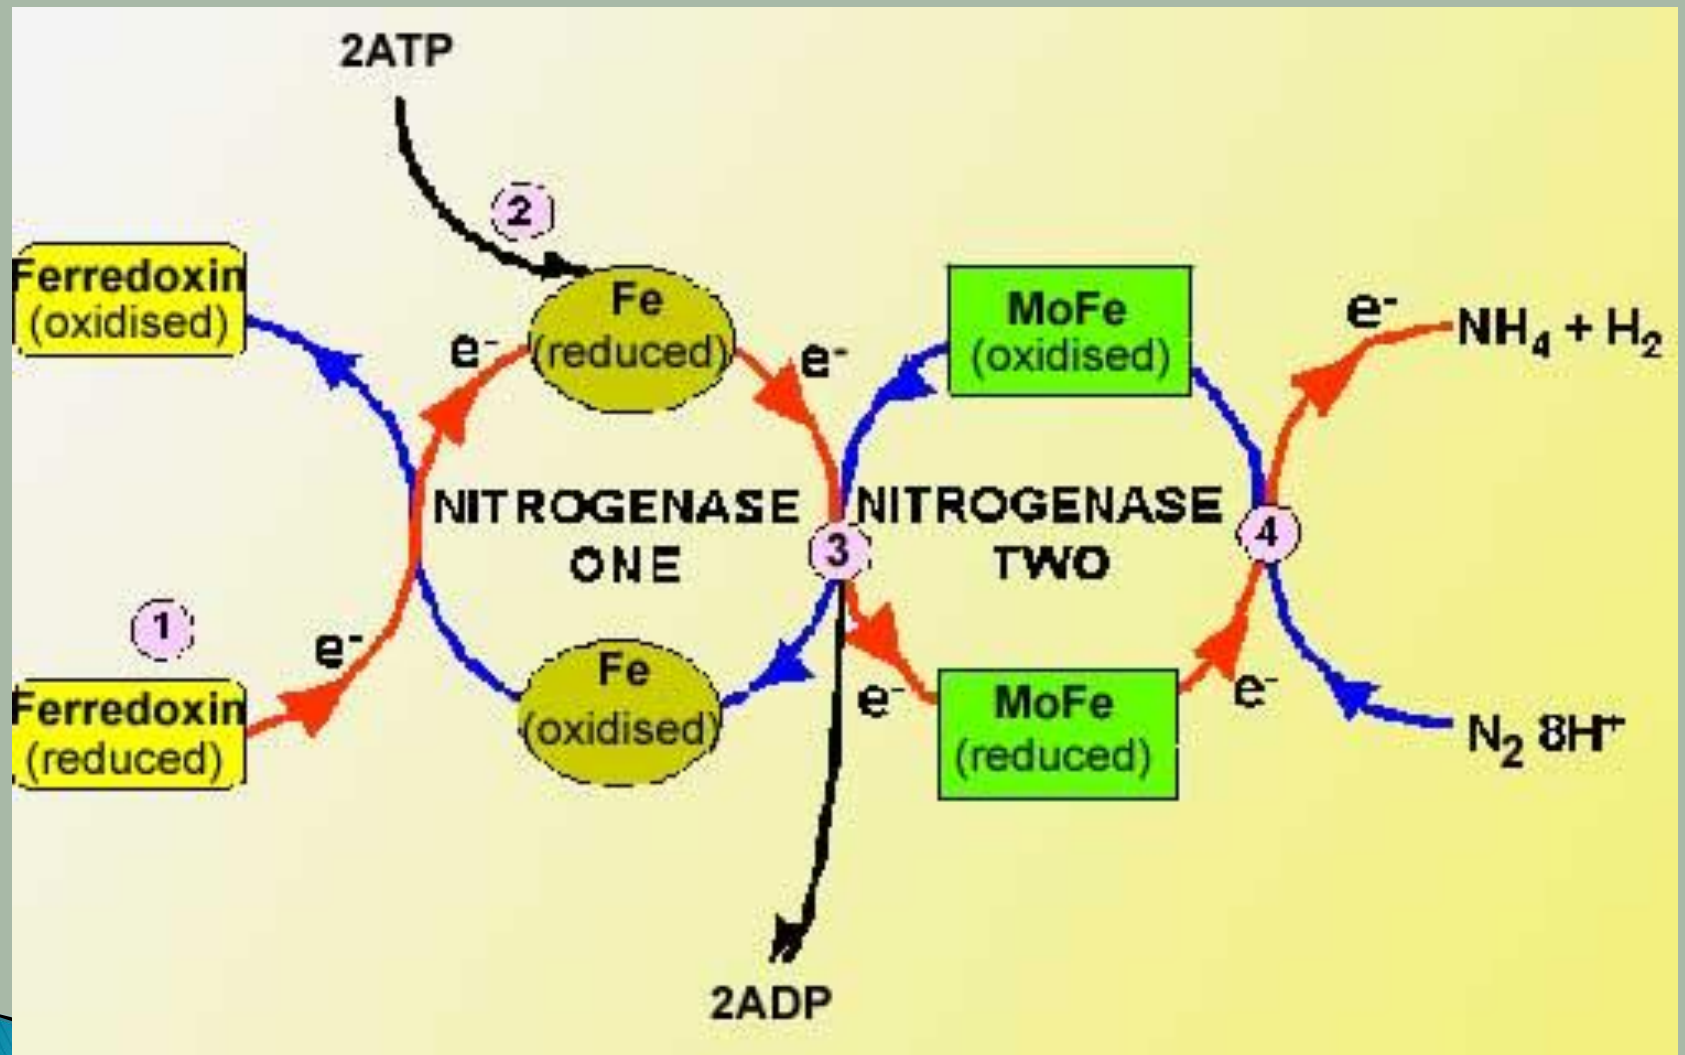 2ATP
2
Ferredoxin
(oxidised)
e-
Fe
(reduced)
e-
MoFe
(oxidised)
e-
NH4 + H2
NITROGENASE
ONE
3
NITROGENASE
TWO
4
1
e-
Ferredoxin
(reduced)
Fe
(oxidised)
e-
MoFe
(reduced)
e-
N2 8H+
2ADP